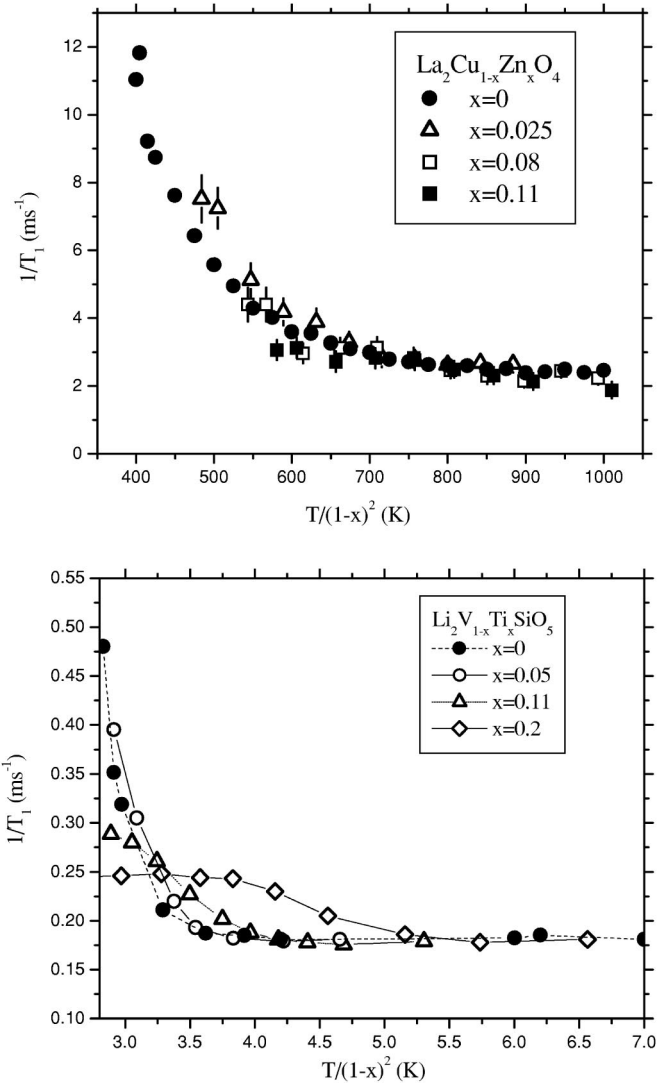 12
10
8
6
4
2
0
1/T1 (ms-1)
La2Cu1-xZnxO4
x=0
x=0.025
x=0.08
x=0.11
400 500 600 700 800 900 1000
T/(1-x)2 (K)
0.55
0.50
0.45
0.40
0.35
0.30
0.25
0.20
0.15
0.10
1/T1 (ms-1)
Li2V1-xTixSiO5
x=0
x=0.05
x=0.11
x=0.2
3.0 3.5 4.0 4.5 5.0 5.5 6.0 6.5 7.0
T/(1-x)2 (K)